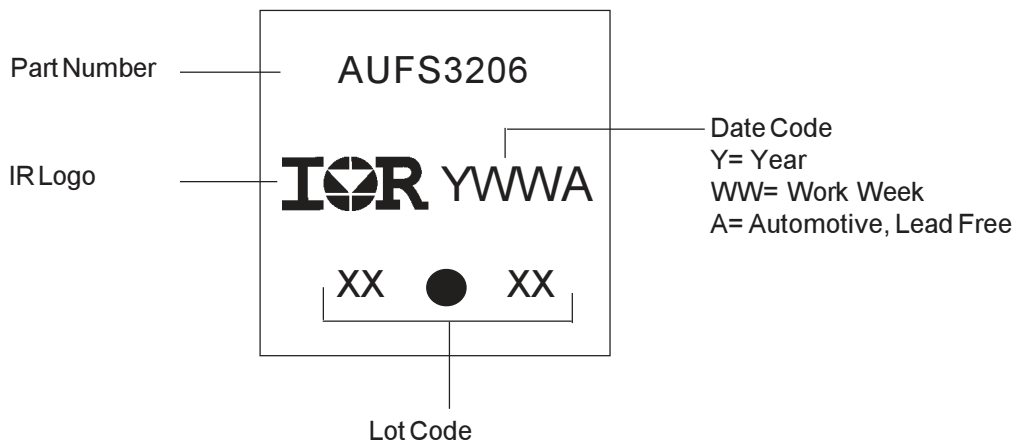 Part Number
AUFS3206
Date Code
Y= Year
WW= Work Week
A= Automotive, Lead Free
IR Logo
IOR YWWA
XX XX
Lot Code